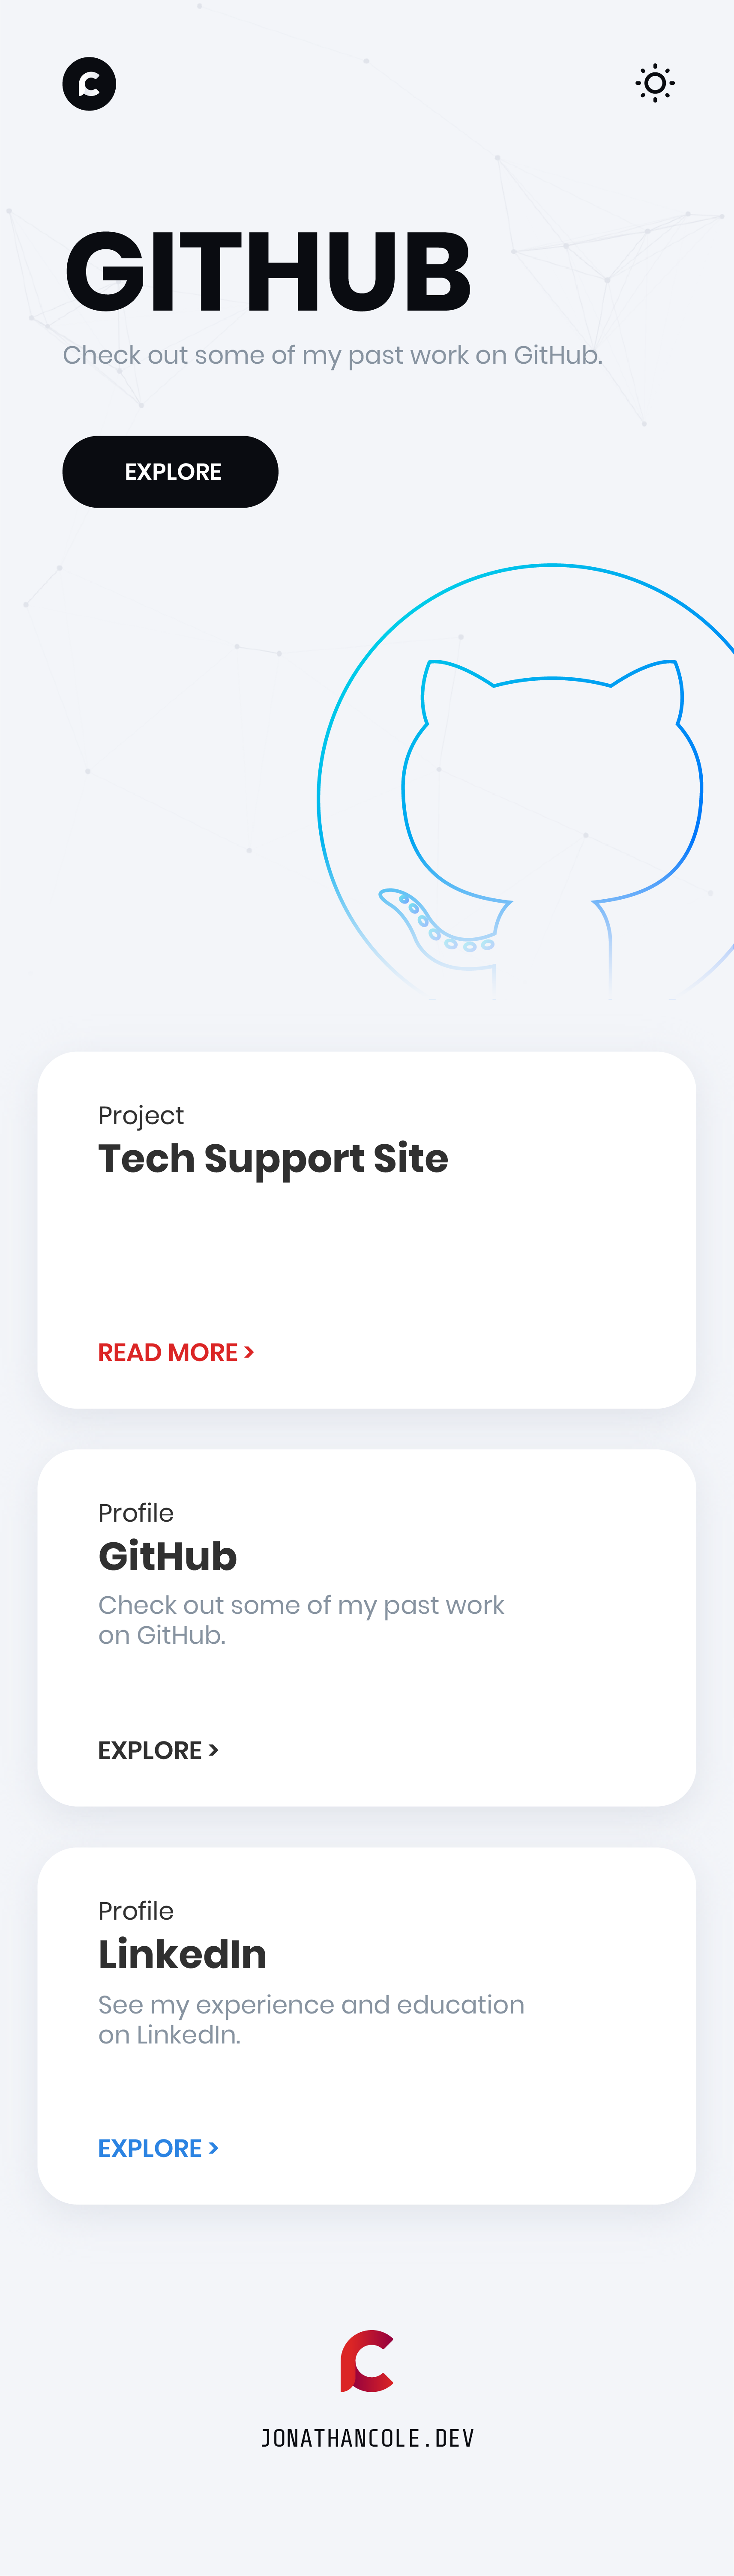 GITHUB
Check out some of my past work on GitHub.
EXPLORE
Project
Tech Support Site
READ MORE >
Profile
GitHub
Check out some of my past work
on GitHub.
EXPLORE >
Profile
LinkedIn
See my experience and education
on LinkedIn.
EXPLORE >
JONATHANCOLE.DEV